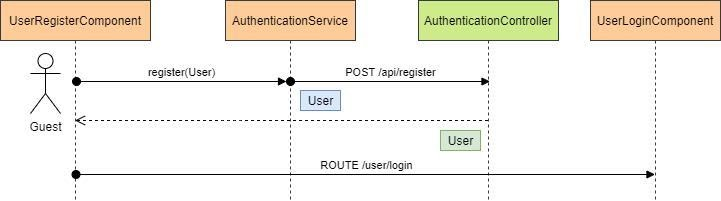 UserRegisterComponent
AuthenticationService
AuthenticationController
UserLoginComponent
register(User)
POST /api/register
User
Guest
User
ROUTE /user/login